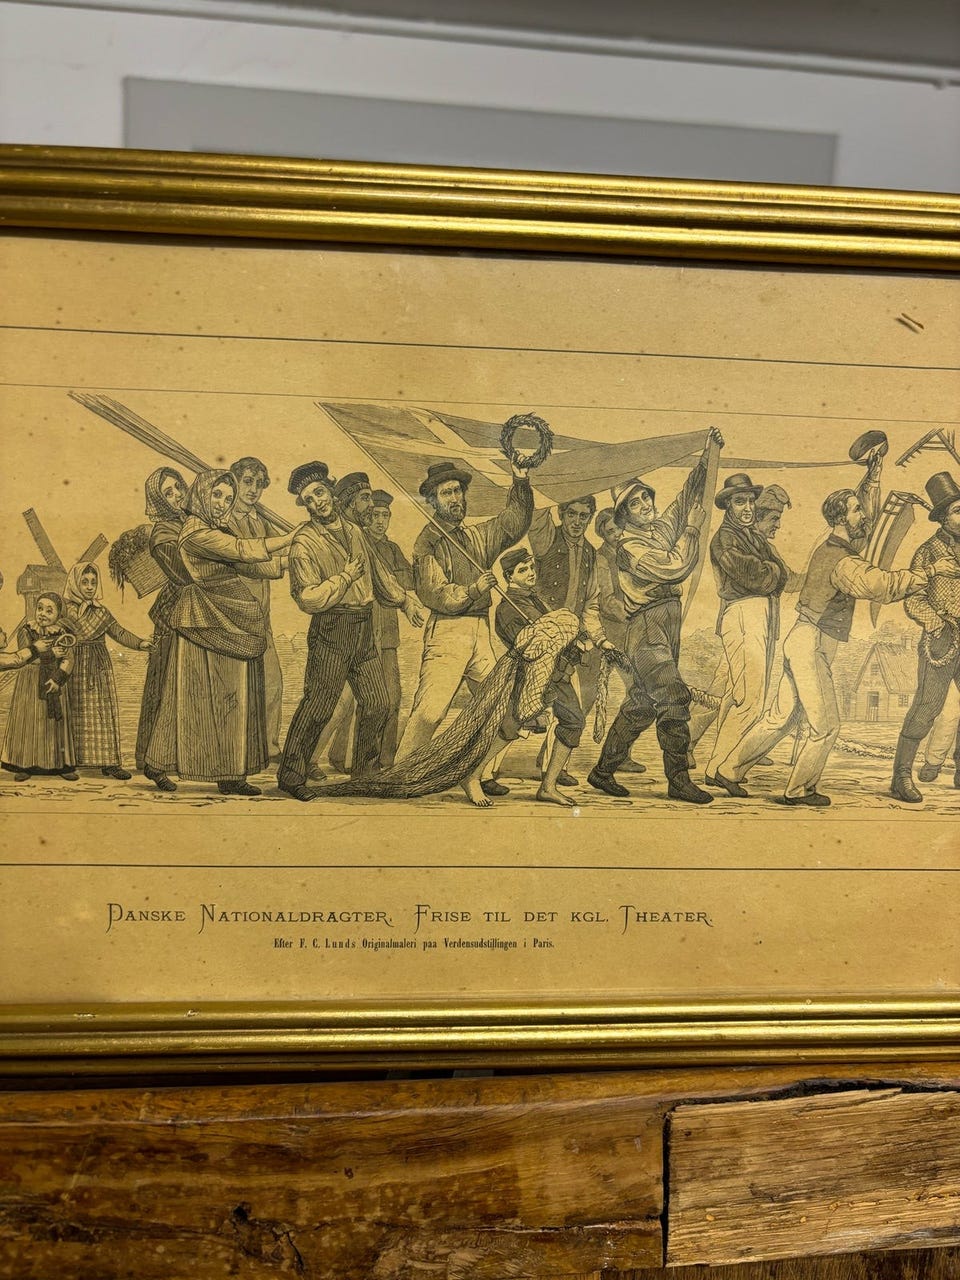 DANSKE NATIONALDRAGTER. FRISE TIL DET KGL. THEATER.
Efter F. C. Lunds Originalmaleri paa Verdensudstillingen i Paris.